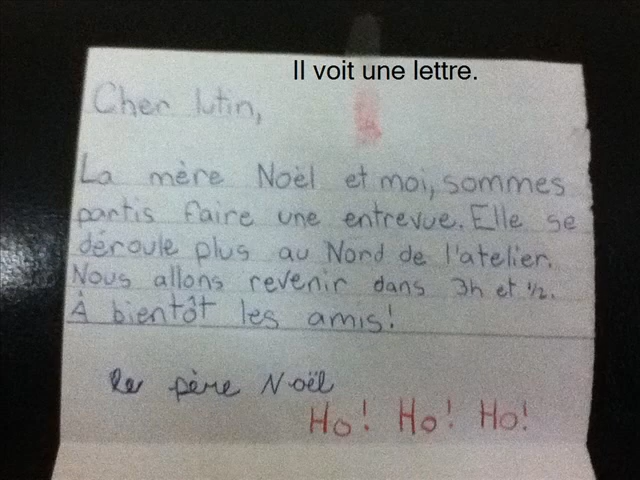 Il voit une lettre.
Cher lutin,
La mère Noël et moi, sommes
partis faire une entrevue. Elle se
déroule plus au Nord de l'atelier.
Nous allons revenir dans 3h et ½.
À bientôt les amis!
le père Noël
Ho! Ho! Ho!